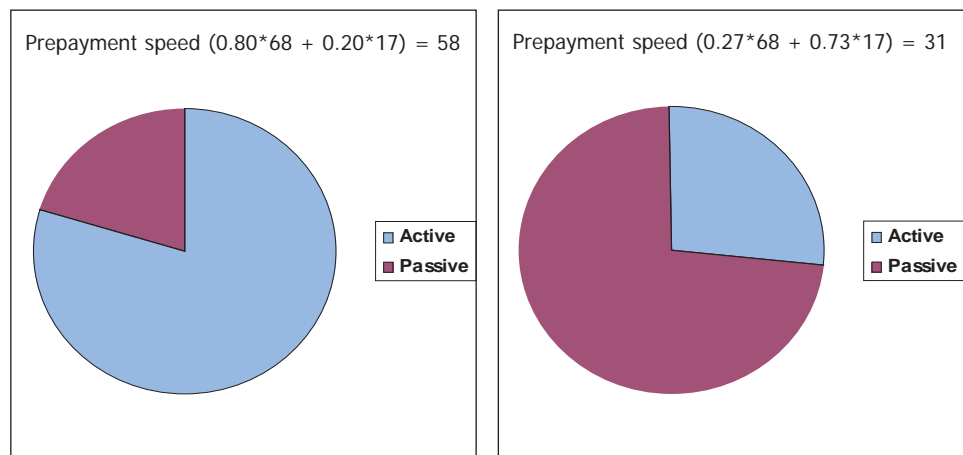 Prepayment speed (0.80*68 + 0.20*17) = 58
Active
Passive
Prepayment speed (0.27*68 + 0.73*17) = 31
Active
Passive